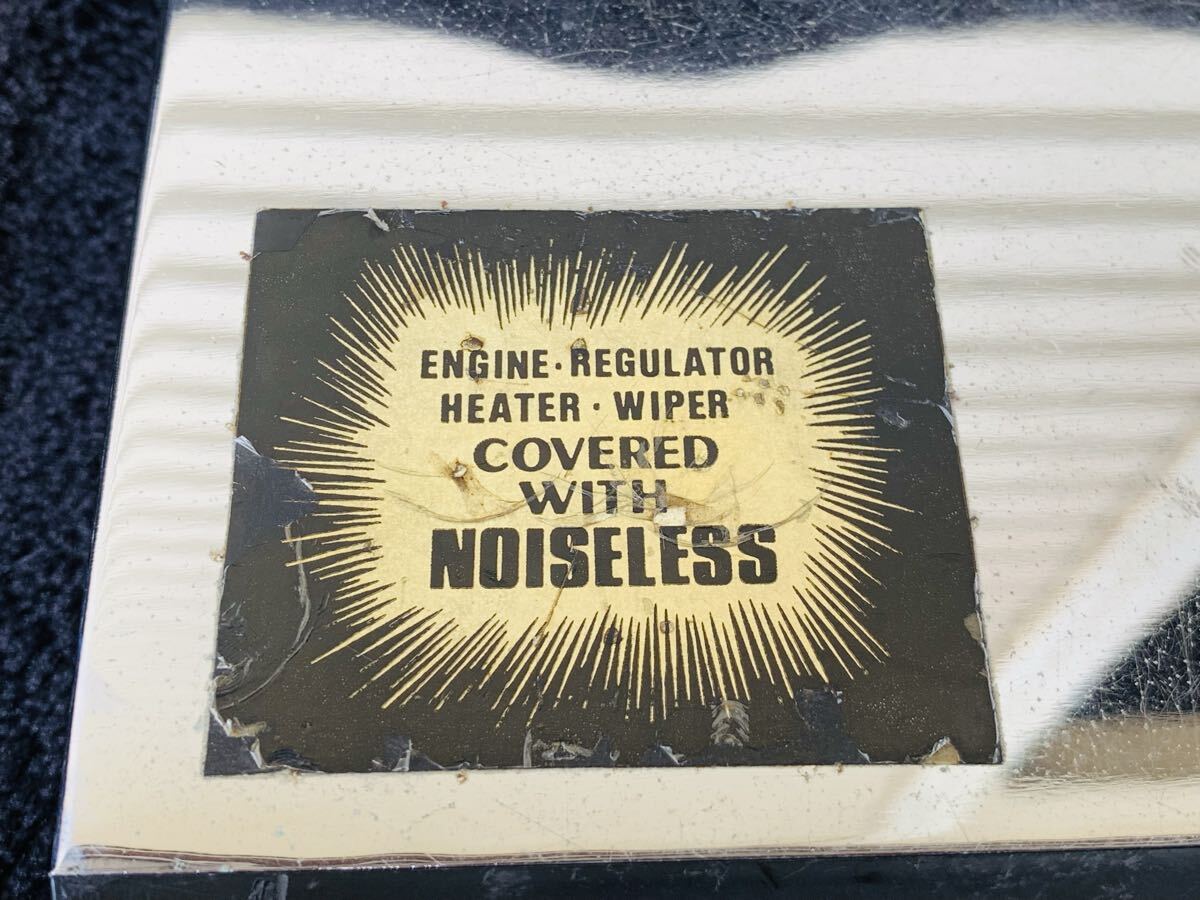 ENGINE·REGULATOR
HEATER·WIPER
COVERED
WITH
NOISELESS